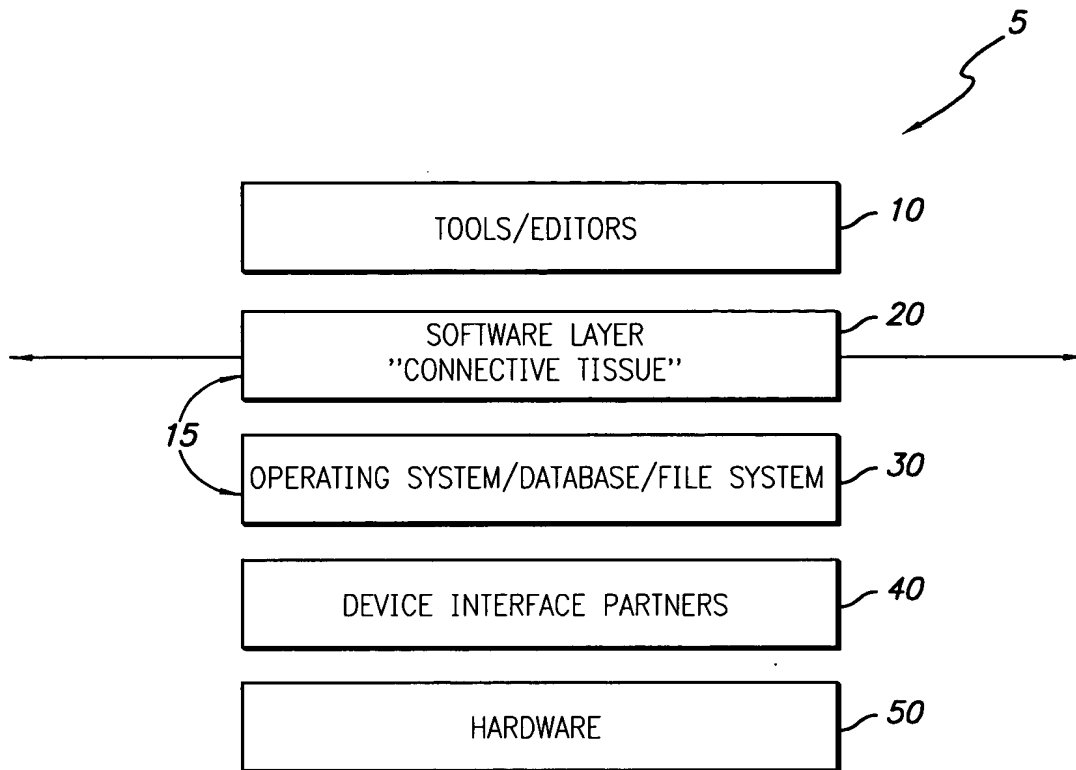 5
TOOLS/EDITORS
10
SOFTWARE LAYER
"CONNECTIVE TISSUE"
20
15
OPERATING SYSTEM/DATABASE/FILE SYSTEM
30
DEVICE INTERFACE PARTNERS
40
HARDWARE
50